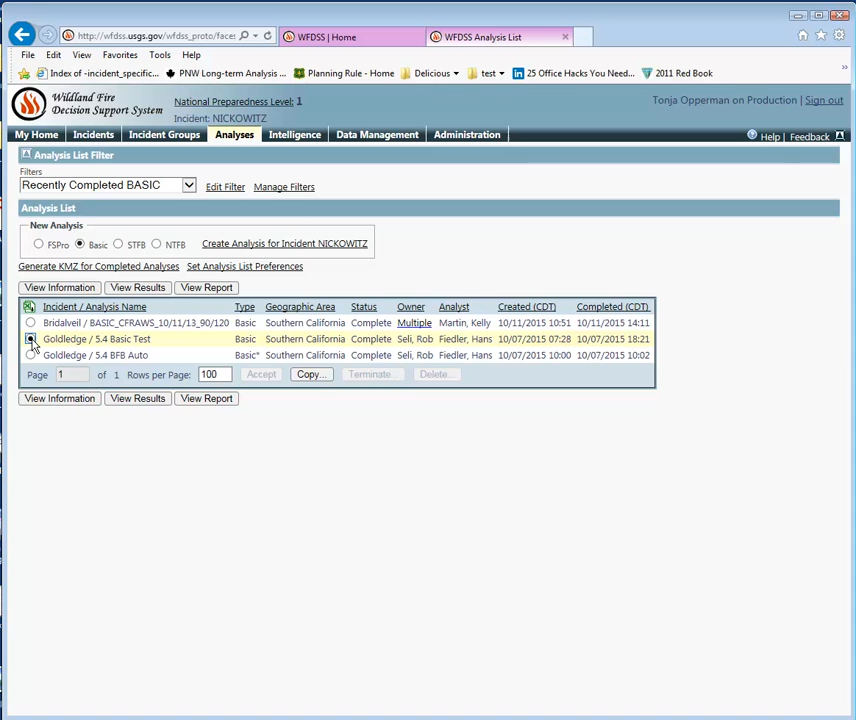 http://wfdss.usgs.gov/wfdss_proto/face:
WFDSS | Home
WFDSS Analysis List
File Edit View Favorites Tools Help
Index of -incident_specific... PNW Long-term Analysis ... Planning Rule - Home Delicious test 25 Office Hacks You Need... 2011 Red Book
Wildland Fire
Decision Support System
National Preparedness Level: 1
Incident: NICKOWITZ
Tonja Opperman on Production | Sign out
My Home Incidents Incident Groups Analyses Intelligence Data Management Administration
Help | Feedback
Analysis List Filter
Filters
Recently Completed BASIC Edit Filter Manage Filters
Analysis List
New Analysis
FSPro Basic STFB NTFB Create Analysis for Incident NICKOWITZ
Generate KMZ for Completed Analyses Set Analysis List Preferences
View Information View Results View Report
Incident / Analysis Name Type Geographic Area Status Owner Analyst Created (CDT) Completed (CDT)
Bridalveil / BASIC_CFRAWS_10/11/13_90/120 Basic Southern California Complete Multiple Martin, Kelly 10/11/2015 10:51 10/11/2015 14:11
Goldledge / 5.4 Basic Test Basic Southern California Complete Seli, Rob Fiedler, Hans 10/07/2015 07:28 10/07/2015 18:21
Goldledge / 5.4 BFB Auto Basic* Southern California Complete Seli, Rob Fiedler, Hans 10/07/2015 10:00 10/07/2015 10:02
Page 1 of 1 Rows per Page: 100 Accept Copy... Terminate... Delete...
View Information View Results View Report